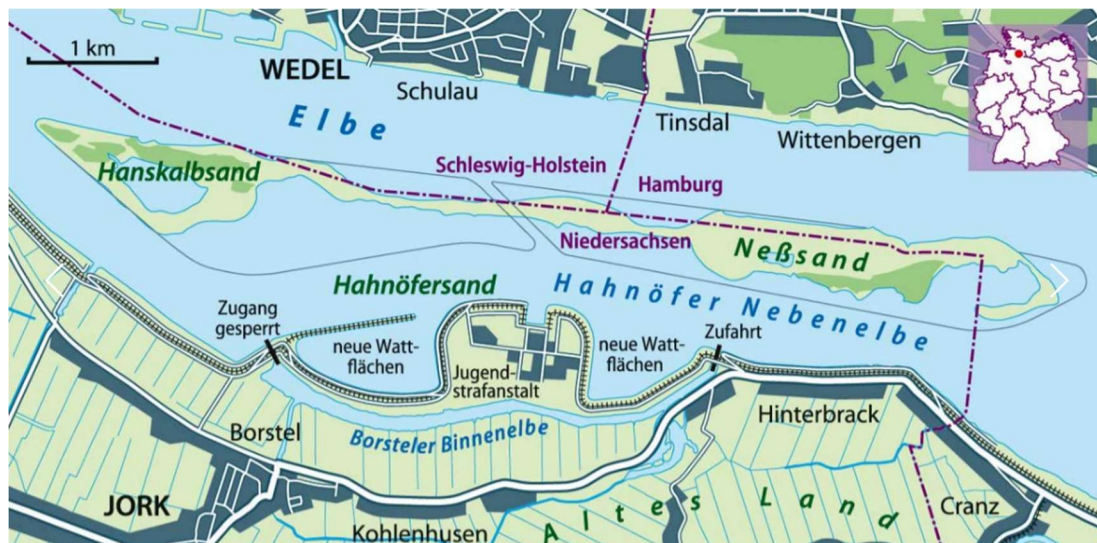 1 km
WEDEL
Schulau
Tinsdal
Wittenbergen
Elbe
Hanskalbsand
Schleswig-Holstein
Hamburg
Niedersachsen
Neßsand
Hahnöfersand
Hahnöfer Nebenelbe
Zugang
gesperrt
neue Watt-
flächen
Jugend-
strafanstalt
neue Watt-
flächen
Zufahrt
Borstel
Borsteler Binnenelbe
Hinterbrack
JORK
Kohlenhusen
Altes Land
Cranz